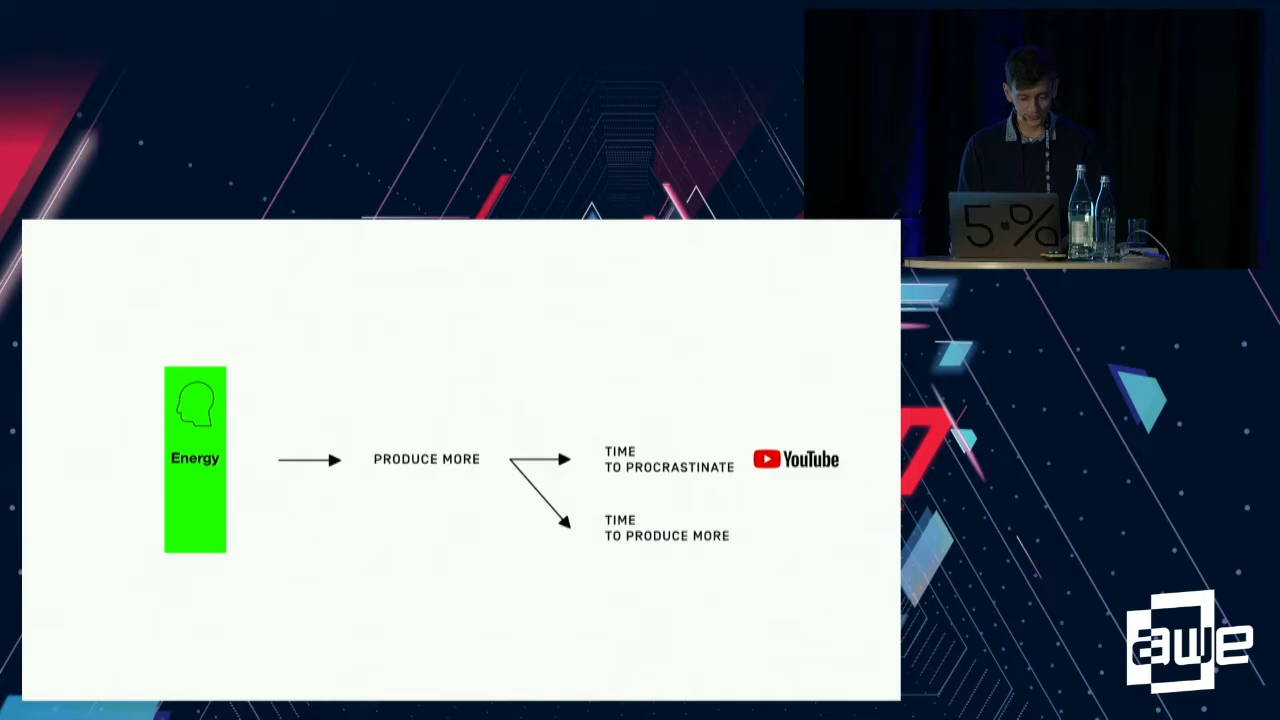 5.%
Energy
PRODUCE MORE
TIME
TO PROCRASTINATE
YouTube
TIME
TO PRODUCE MORE
awe